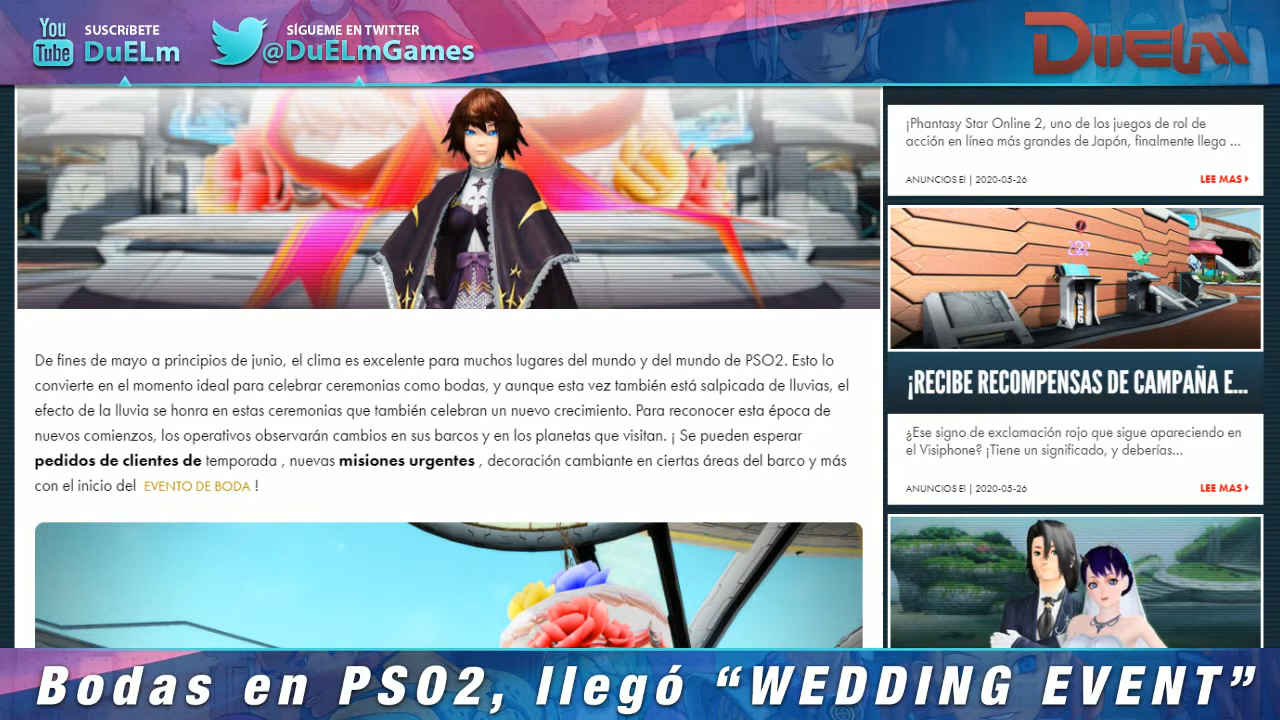 You
Tube
SUSCRíBETE
DuELm
SÍGUEME EN TWITTER
@DuELmGames
DuELm
De fines de mayo a principios de junio, el clima es excelente para muchos lugares del mundo y del mundo de PSO2. Esto lo
convierte en el momento ideal para celebrar ceremonias como bodas, y aunque esta vez también está salpicada de lluvias, el
efecto de la lluvia se honra en estas ceremonias que también celebran un nuevo crecimiento. Para reconocer esta época de
nuevos comienzos, los operativos observarán cambios en sus barcos y en los planetas que visitan. ¡ Se pueden esperar
pedidos de clientes de temporada , nuevas misiones urgentes , decoración cambiante en ciertas áreas del barco y más
con el inicio del EVENTO DE BODA !
¡Phantasy Star Online 2, uno de los juegos de rol de
acción en línea más grandes de Japón, finalmente llega ...
ANUNCIOS El | 2020-05-26
LEE MAS
¡RECIBE RECOMPENSAS DE CAMPAÑA E...
¿Ese signo de exclamación rojo que sigue apareciendo en
el Visiphone? ¡Tiene un significado, y deberías...
ANUNCIOS El | 2020-05-26
LEE MAS
Bodas en PSO2, llegó “WEDDING EVENT”